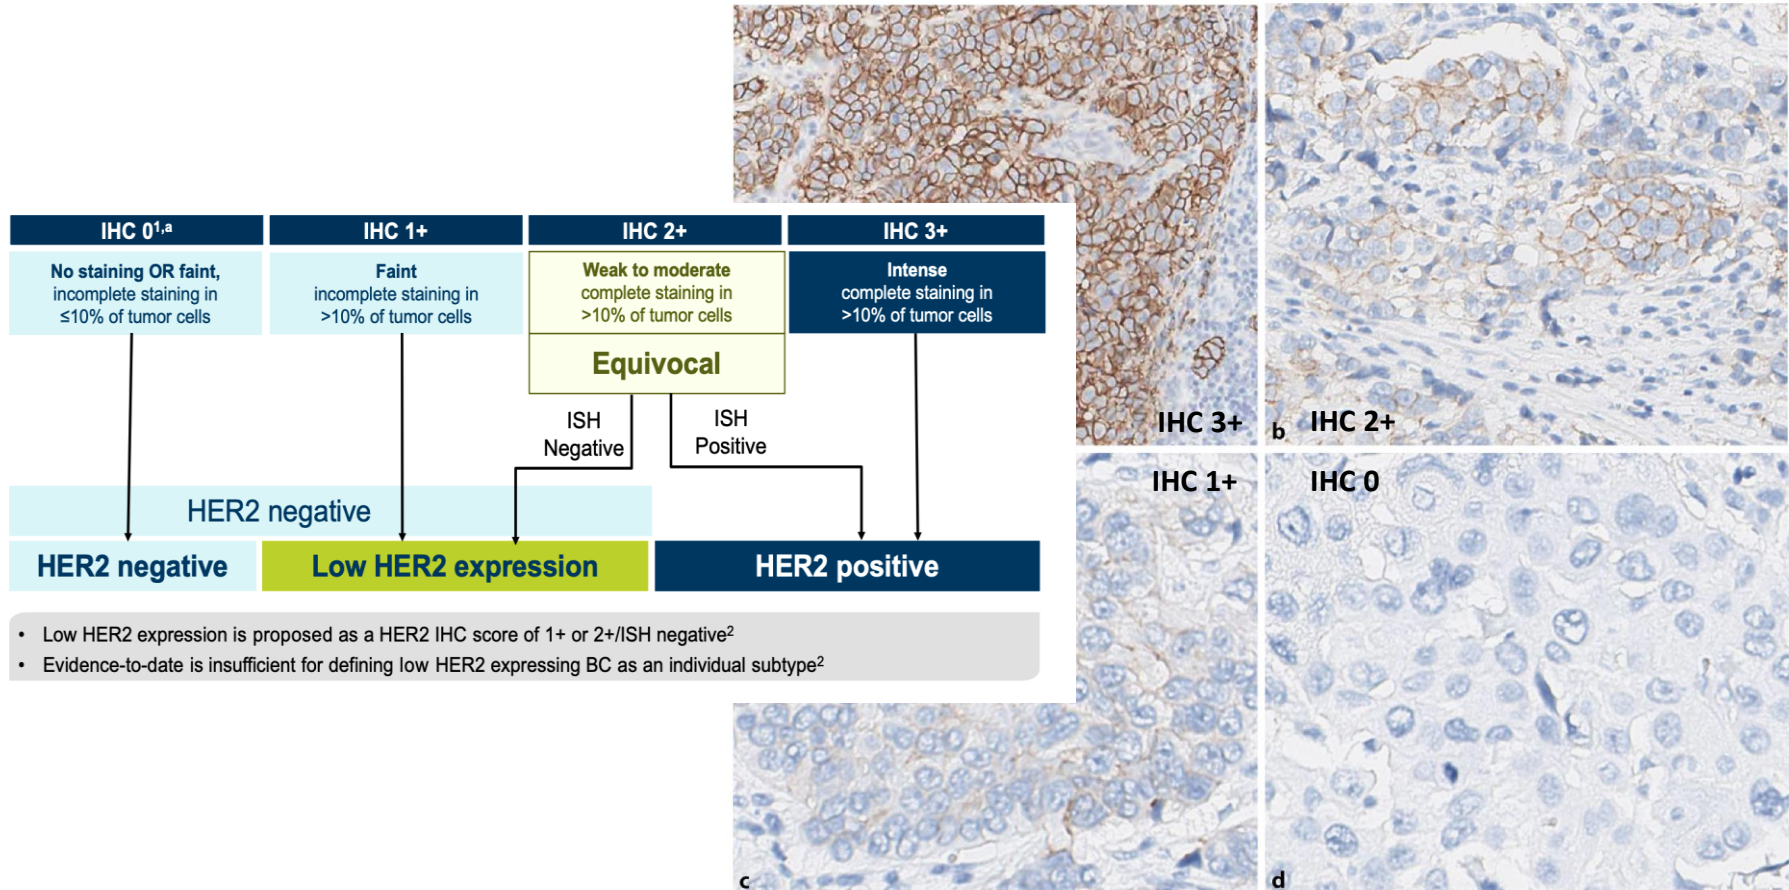 IHC 0¹,ᵃ
IHC 1+
IHC 2+
IHC 3+
No staining OR faint,
incomplete staining in
≤10% of tumor cells
Faint
incomplete staining in
>10% of tumor cells
Weak to moderate
complete staining in
>10% of tumor cells
Intense
complete staining in
>10% of tumor cells
Equivocal
ISH
Negative
ISH
Positive
HER2 negative
HER2 negative
Low HER2 expression
HER2 positive
• Low HER2 expression is proposed as a HER2 IHC score of 1+ or 2+/ISH negative²
• Evidence-to-date is insufficient for defining low HER2 expressing BC as an individual subtype²
IHC 3+
b IHC 2+
IHC 1+
IHC 0
c
d